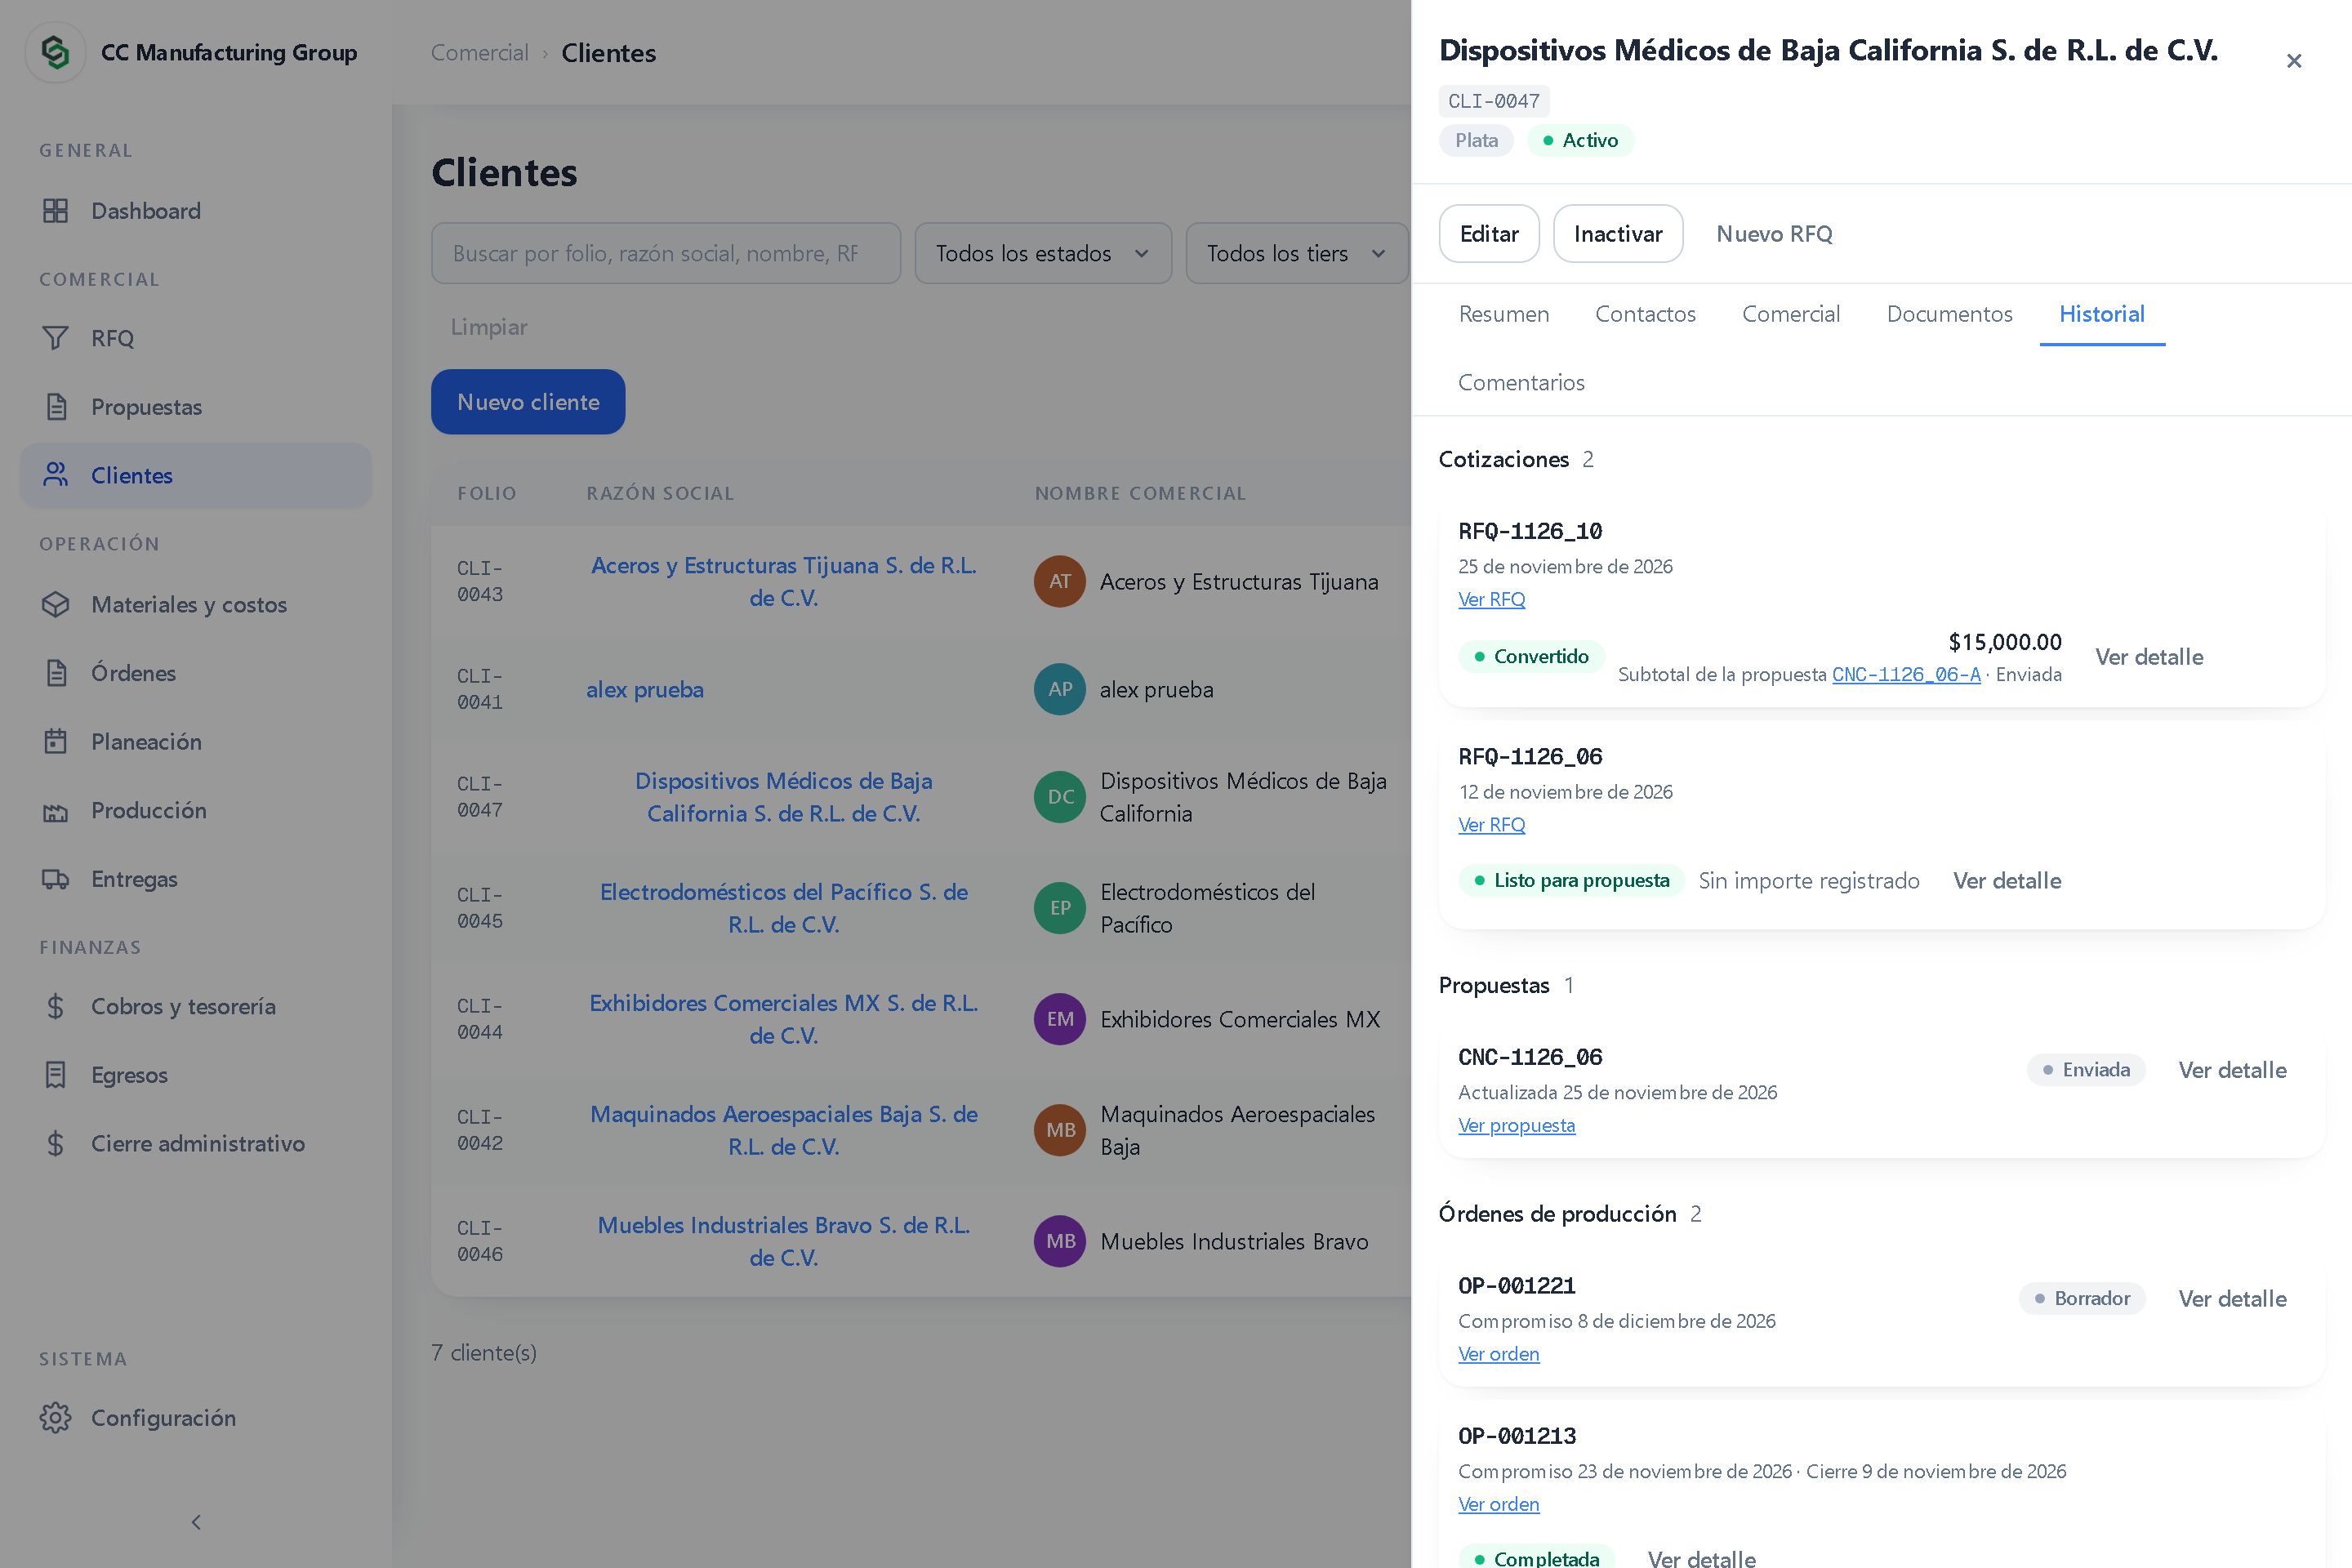 CC Manufacturing Group
GENERAL
Dashboard
COMERCIAL
RFQ
Propuestas
Clientes
OPERACIÓN
Materiales y costos
Órdenes
Planeación
Producción
Entregas
FINANZAS
Cobros y tesorería
Egresos
Cierre administrativo
SISTEMA
Configuración
Comercial › Clientes
Clientes
Buscar por folio, razón social, nombre, RF
Todos los estados
Todos los tiers
Limpiar
Nuevo cliente
FOLIO RAZÓN SOCIAL NOMBRE COMERCIAL
CLI-
0043
Aceros y Estructuras Tijuana S. de R.L.
de C.V.
AT Aceros y Estructuras Tijuana
CLI-
0041
alex prueba
AP alex prueba
CLI-
0047
Dispositivos Médicos de Baja
California S. de R.L. de C.V.
DC
Dispositivos Médicos de Baja
California
CLI-
0045
Electrodomésticos del Pacífico S. de
R.L. de C.V.
EP
Electrodomésticos del
Pacífico
CLI-
0044
Exhibidores Comerciales MX S. de R.L.
de C.V.
EM Exhibidores Comerciales MX
CLI-
0042
Maquinados Aeroespaciales Baja S. de
R.L. de C.V.
MB
Maquinados Aeroespaciales
Baja
CLI-
0046
Muebles Industriales Bravo S. de R.L.
de C.V.
MB Muebles Industriales Bravo
7 cliente(s)
Dispositivos Médicos de Baja California S. de R.L. de C.V.
CLI-0047
Plata Activo
Editar Inactivar Nuevo RFQ
Resumen Contactos Comercial Documentos Historial
Comentarios
Cotizaciones 2
RFQ-1126_10
25 de noviembre de 2026
Ver RFQ
Convertido
$15,000.00
Subtotal de la propuesta CNC-1126_06-A · Enviada
Ver detalle
RFQ-1126_06
12 de noviembre de 2026
Ver RFQ
Listo para propuesta Sin importe registrado Ver detalle
Propuestas 1
CNC-1126_06
Actualizada 25 de noviembre de 2026
Ver propuesta
Enviada Ver detalle
Órdenes de producción 2
OP-001221
Compromiso 8 de diciembre de 2026
Ver orden
Borrador Ver detalle
OP-001213
Compromiso 23 de noviembre de 2026 · Cierre 9 de noviembre de 2026
Ver orden
Completada Ver detalle